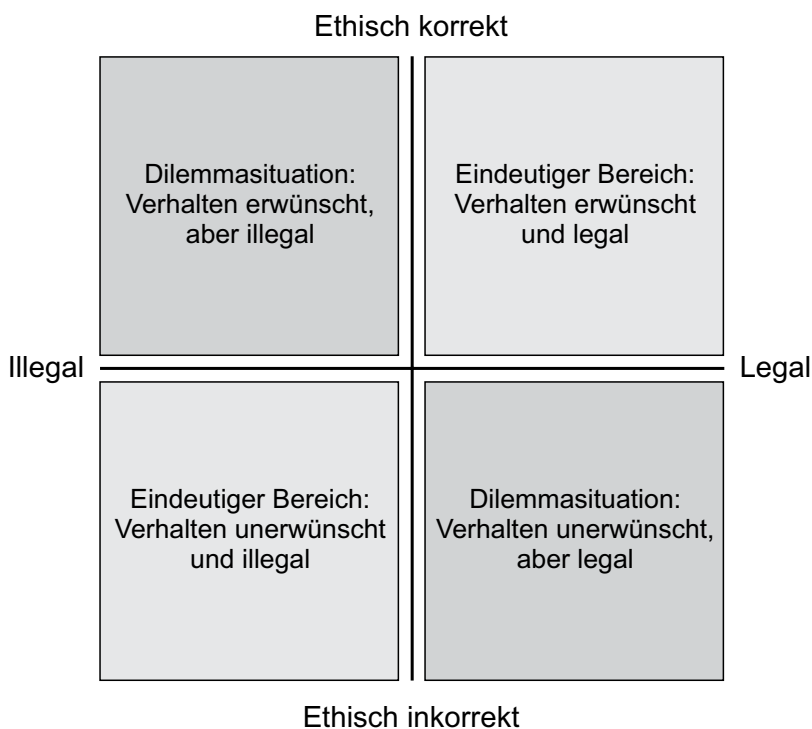 Ethisch korrekt
Dilemmasituation:
Verhalten erwünscht,
aber illegal
Eindeutiger Bereich:
Verhalten erwünscht
und legal
Illegal
Legal
Eindeutiger Bereich:
Verhalten unerwünscht
und illegal
Dilemmasituation:
Verhalten unerwünscht,
aber legal
Ethisch inkorrekt